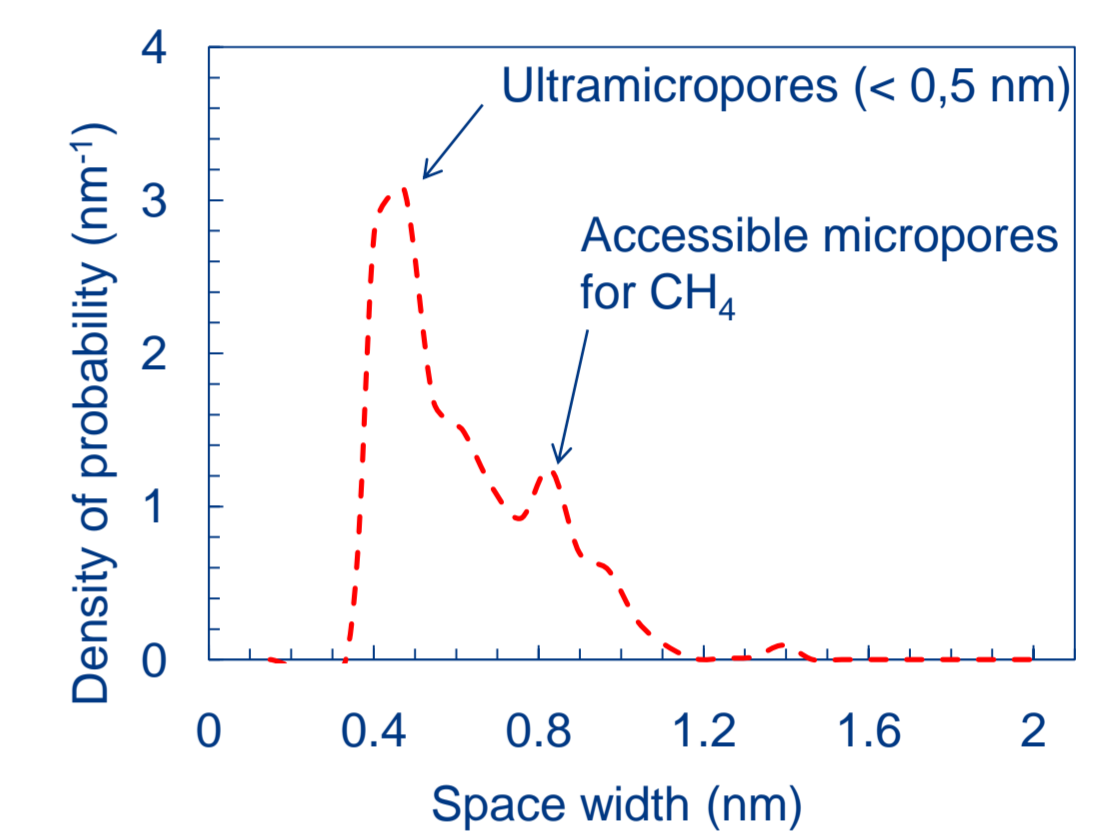 4
Ultramicropores (< 0,5 nm)
3
Accessible micropores
for CH₄
2
1
0
Density of probability (nm⁻¹)
0 0.4 0.8 1.2 1.6 2
Space width (nm)